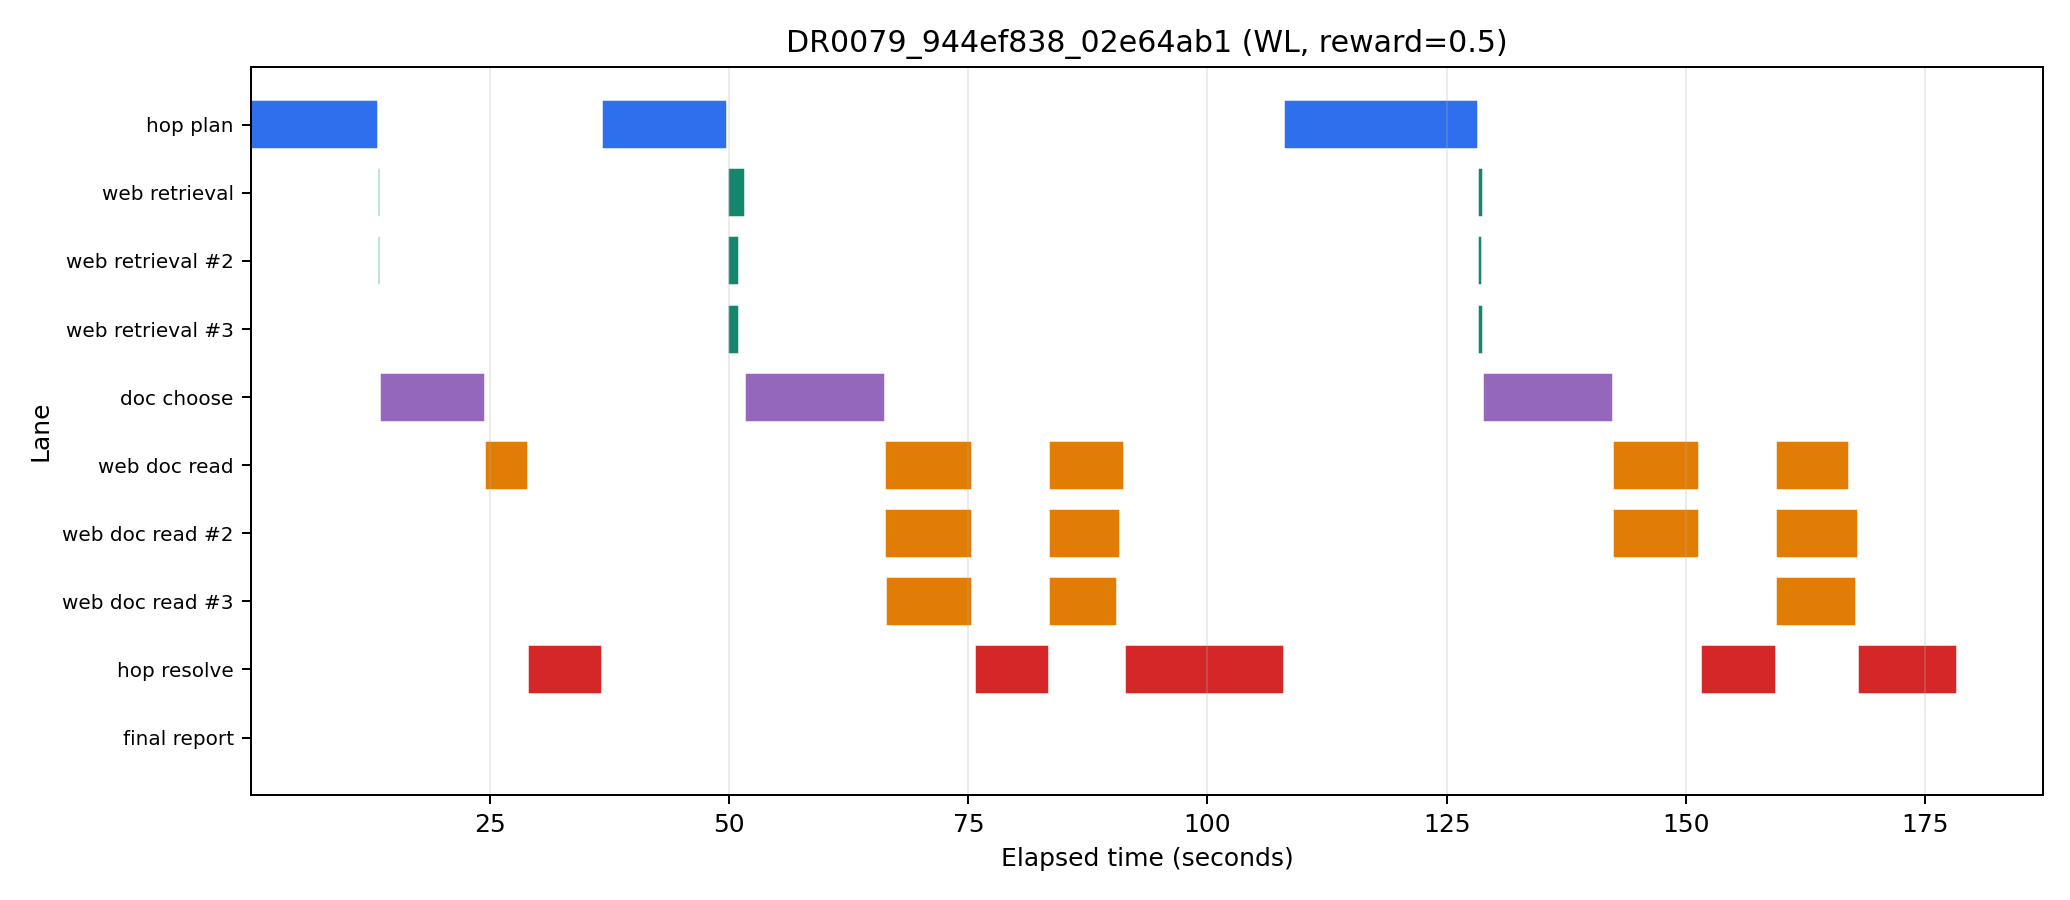 DR0079_944ef838_02e64ab1 (WL, reward=0.5)
hop plan
web retrieval
web retrieval #2
web retrieval #3
doc choose
web doc read
web doc read #2
web doc read #3
hop resolve
final report
Lane
25 50 75 100 125 150 175
Elapsed time (seconds)